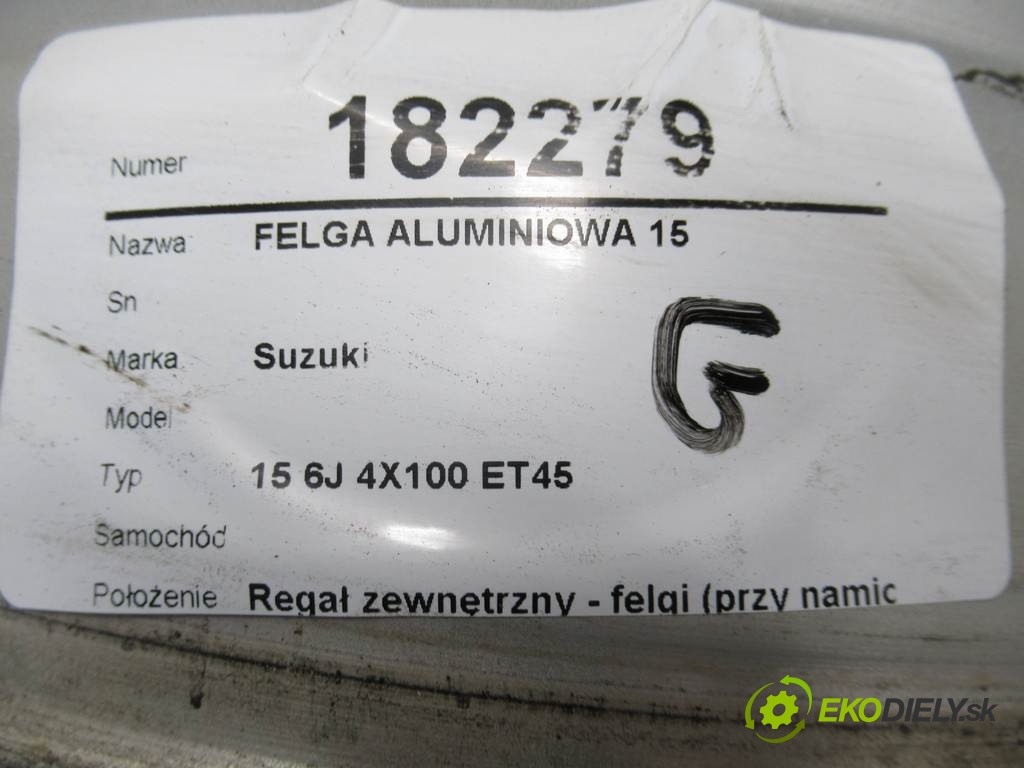 Numer 182279
Nazwa FELGA ALUMINIOWA 15
Sn
Marka Suzuki
Model
Typ 15 6J 4X100 ET45
Samochód
Położenie Regał zewnętrzny - felgi (przy namic
G
EKODIELY.sk